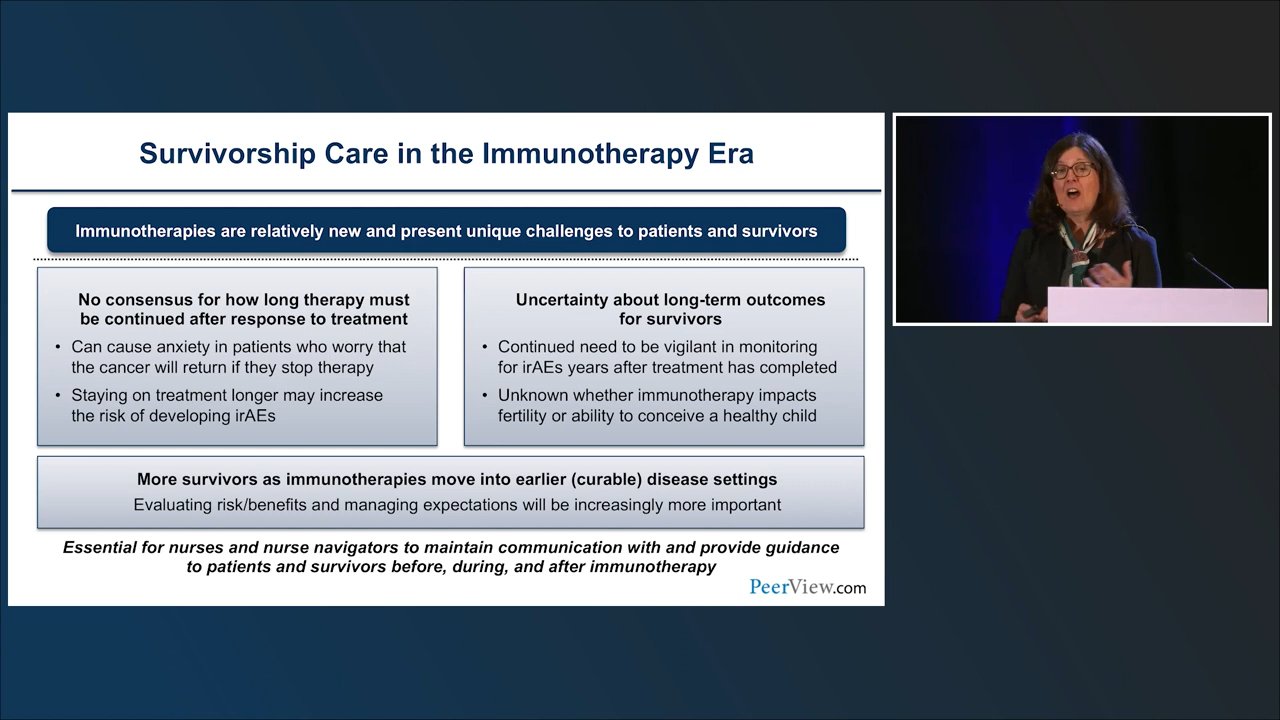 Survivorship Care in the Immunotherapy Era
Immunotherapies are relatively new and present unique challenges to patients and survivors
No consensus for how long therapy must
be continued after response to treatment
• Can cause anxiety in patients who worry that
the cancer will return if they stop therapy
• Staying on treatment longer may increase
the risk of developing irAEs
Uncertainty about long-term outcomes
for survivors
• Continued need to be vigilant in monitoring
for irAEs years after treatment has completed
• Unknown whether immunotherapy impacts
fertility or ability to conceive a healthy child
More survivors as immunotherapies move into earlier (curable) disease settings
Evaluating risk/benefits and managing expectations will be increasingly more important
Essential for nurses and nurse navigators to maintain communication with and provide guidance
to patients and survivors before, during, and after immunotherapy
PeerView.com